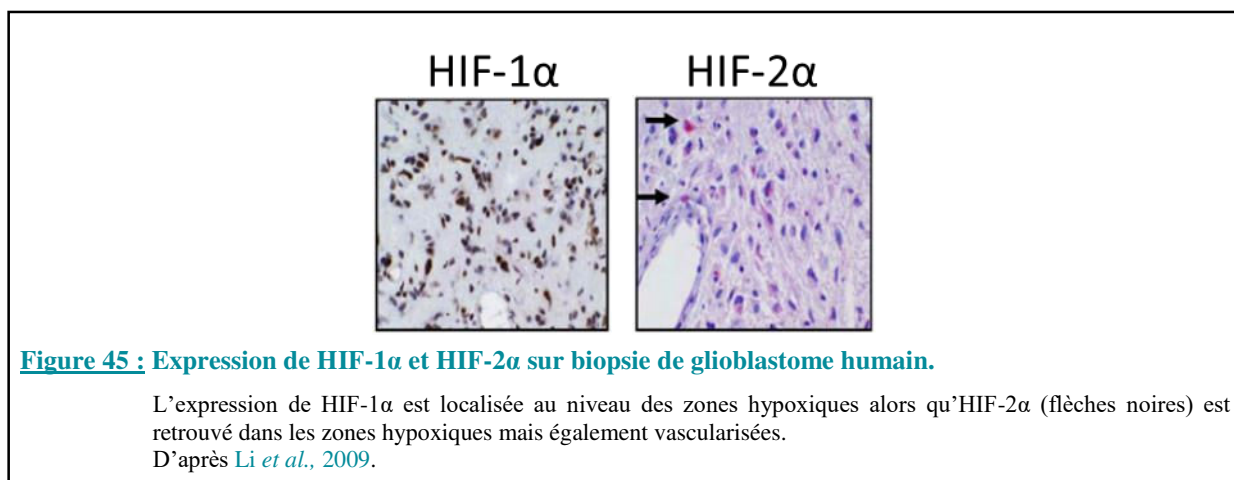 HIF-1α HIF-2α
Figure 45 : Expression de HIF-1α et HIF-2α sur biopsie de glioblastome humain.
L’expression de HIF-1α est localisée au niveau des zones hypoxiques alors qu’HIF-2α (flèches noires) est
retrouvé dans les zones hypoxiques mais également vascularisées.
D’après Li et al., 2009.